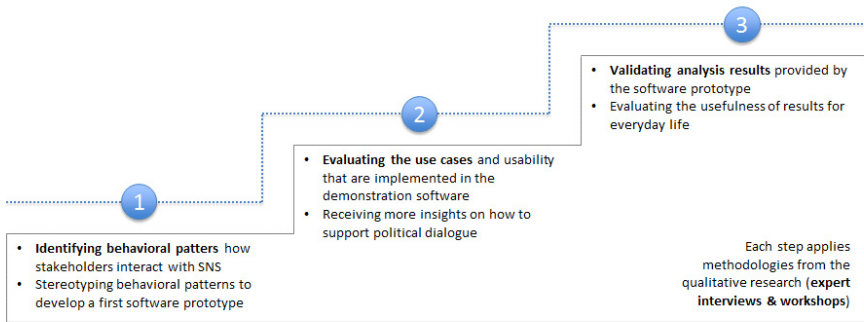 1
• Identifying behavioral patters how
stakeholders interact with SNS
• Stereotyping behavioral patterns to
develop a first software prototype
2
• Evaluating the use cases and usability
that are implemented in the
demonstration software
• Receiving more insights on how to
support political dialogue
3
• Validating analysis results provided by
the software prototype
• Evaluating the usefulness of results for
everyday life
Each step applies
methodologies from the
qualitative research (expert
interviews & workshops)